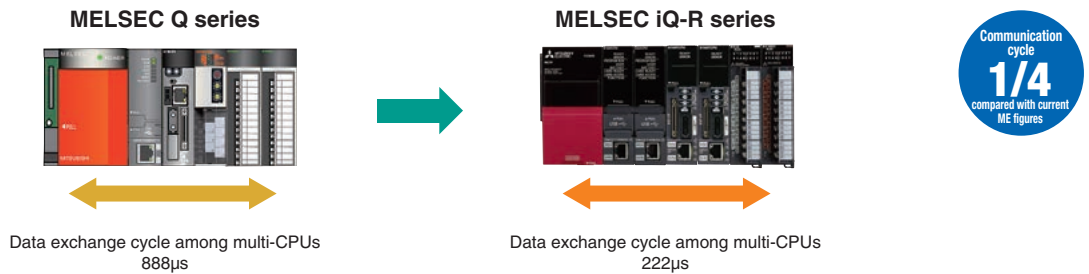 MELSEC Q series
MELSEC iQ-R series
Communication
cycle
1/4
compared with current
ME figures
MITSUBISHI
Data exchange cycle among multi-CPUs
888μs
Data exchange cycle among multi-CPUs
222μs